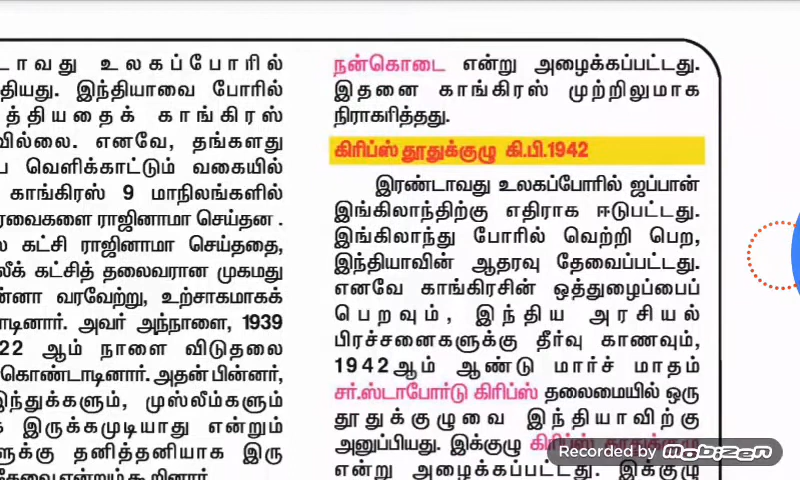 டாவது உலகப்போரில்
தியது. இந்தியாவை போரில்
த்தியதைக் காங்கிரஸ்
வில்லை. எனவே, தங்களது
வெளிக்காட்டும் வகையில்
காங்கிரஸ் 9 மாநிலங்களில்
ரவைகளை ராஜினாமா செய்தன .
கட்சி ராஜினாமா செய்ததை,
லீக் கட்சித் தலைவரான முகமது
ன்னா வரவேற்று, உற்சாகமாகக்
டாடினார். அவர் அந்நாளை, 1939
22 ஆம் நாளை விடுதலை
கொண்டாடினார். அதன் பின்னர்,
இந்துக்களும், முஸ்லீம்களும்
இருக்கமுடியாது என்றும்
ளுக்கு தனித்தனியாக இரு
தேவை என்றும் கூறினார்.
நன்கொடை என்று அழைக்கப்பட்டது.
இதனை காங்கிரஸ் முற்றிலுமாக
நிராகரித்தது.
கிரிப்ஸ் தூதுக்குழு கி.பி.1942
இரண்டாவது உலகப்போரில் ஜப்பான்
இங்கிலாந்திற்கு எதிராக ஈடுபட்டது.
இங்கிலாந்து போரில் வெற்றி பெற,
இந்தியாவின் ஆதரவு தேவைப்பட்டது.
எனவே காங்கிரசின் ஒத்துழைப்பைப்
பெறவும், இந்திய அரசியல்
பிரச்சனைகளுக்கு தீர்வு காணவும்,
1942ஆம் ஆண்டு மார்ச் மாதம்
சர்.ஸ்டாபோர்டு கிரிப்ஸ் தலைமையில் ஒரு
தூதுக்குழுவை இந்தியாவிற்கு
அனுப்பியது. இக்குழு கிரிப்ஸ் தூதுக்குழு
என்று அழைக்கப்பட்டது. இக்குழு
Recorded by Mobizen